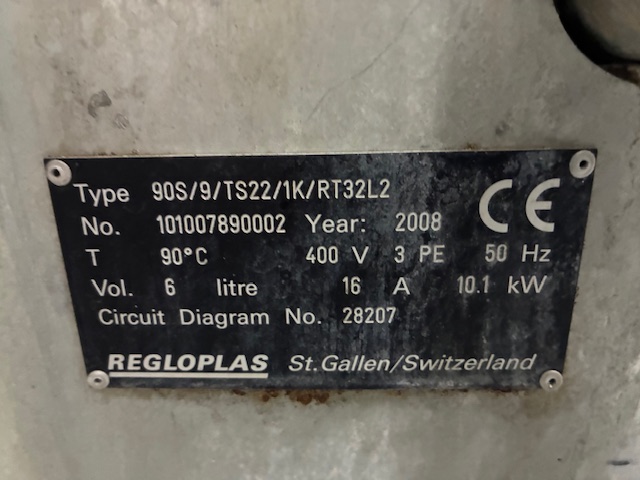 Type 90S/9/TS22/1K/RT32L2
No. 101007890002 Year: 2008
T 90°C 400 V 3 PE 50 Hz
Vol. 6 litre 16 A 10.1 kW
Circuit Diagram No. 28207
REGLOPLAS St.Gallen/Switzerland
CE